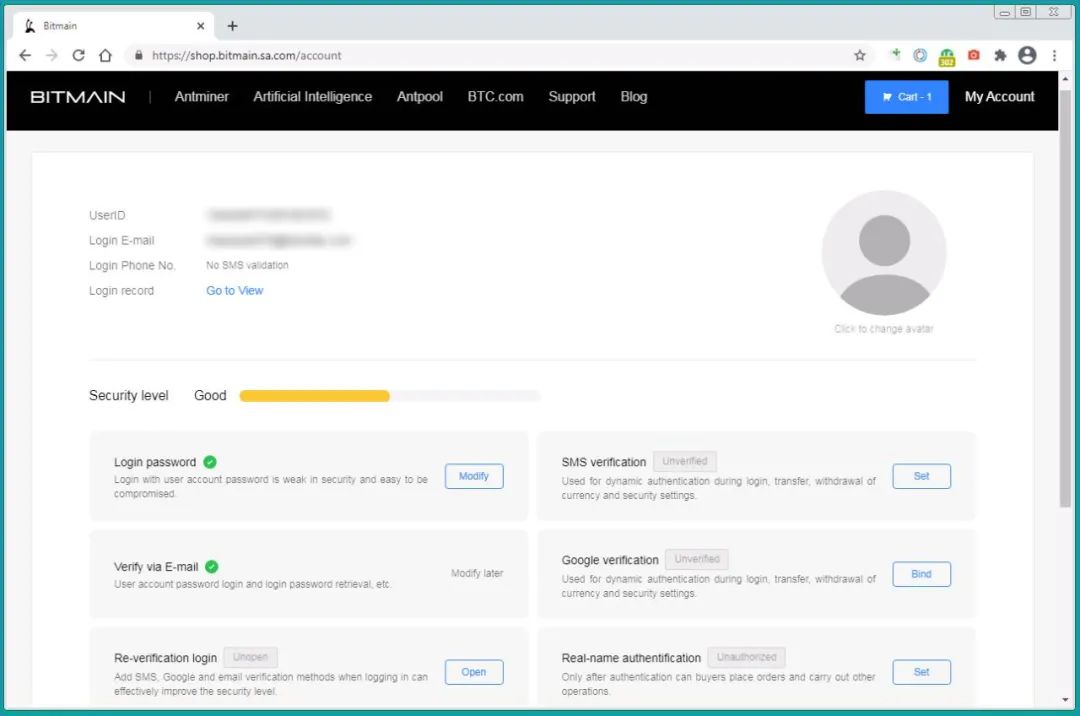 Bitmain
https://shop.bitmain.sa.com/account
302
BITMAIN | Antminer Artificial Intelligence Antpool BTC.com Support Blog Cart - 1 My Account
UserID
Login E-mail
Login Phone No. No SMS validation
Login record Go to View
Click to change avatar
Security level Good
Login password
Login with user account password is weak in security and easy to be
compromised.
Modify
SMS verification Unverified
Used for dynamic authentication during login, transfer, withdrawal of
currency and security settings.
Set
Verify via E-mail
User account password login and login password retrieval, etc.
Modify later
Google verification Unverified
Used for dynamic authentication during login, transfer, withdrawal of
currency and security settings.
Bind
Re-verification login Unopen
Add SMS, Google and email verification methods when logging in can
effectively improve the security level.
Open
Real-name authentification Unauthorized
Only after authentication can buyers place orders and carry out other
operations.
Set